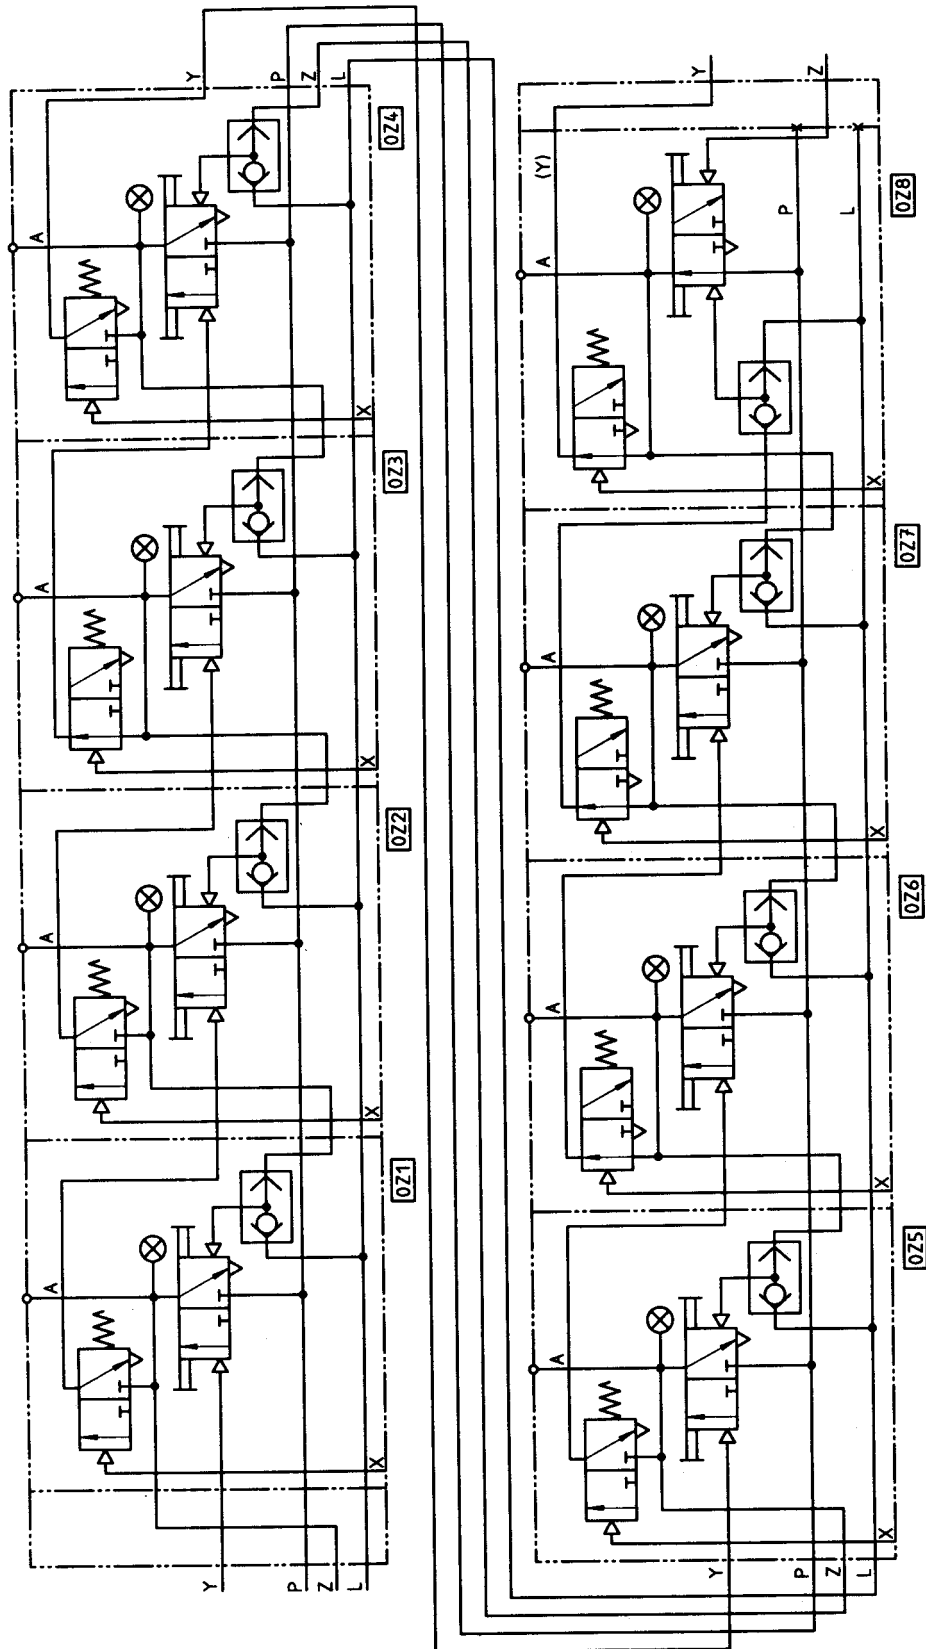 A A A A
Y Y
P P
Z Z
L L
X X X X
0Z1 0Z2 0Z3 0Z4
A A A A (Y)
Y Y
P P
Z Z
L L
X X X X
0Z5 0Z6 0Z7 0Z8